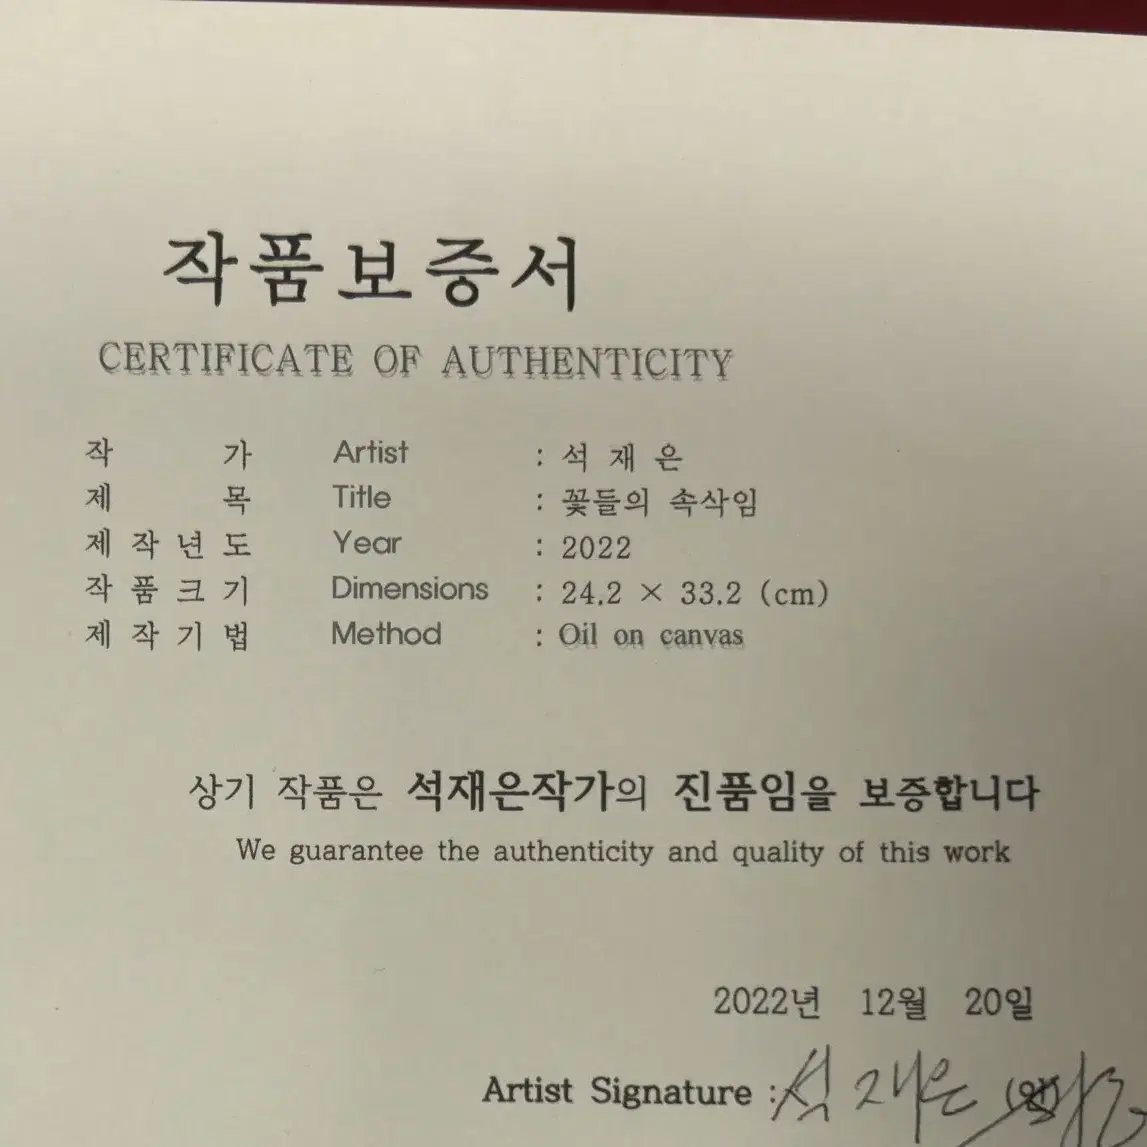 작품보증서
CERTIFICATE OF AUTHENTICITY
작 가 Artist : 석 재 은
제 목 Title : 꽃들의 속삭임
제 작 년 도 Year : 2022
작 품 크 기 Dimensions : 24.2 × 33.2 (cm)
제 작 기 법 Method : Oil on canvas
상기 작품은 석재은작가의 진품임을 보증합니다
We guarantee the authenticity and quality of this work
2022년 12월 20일
Artist Signature : 석 재은 (인)